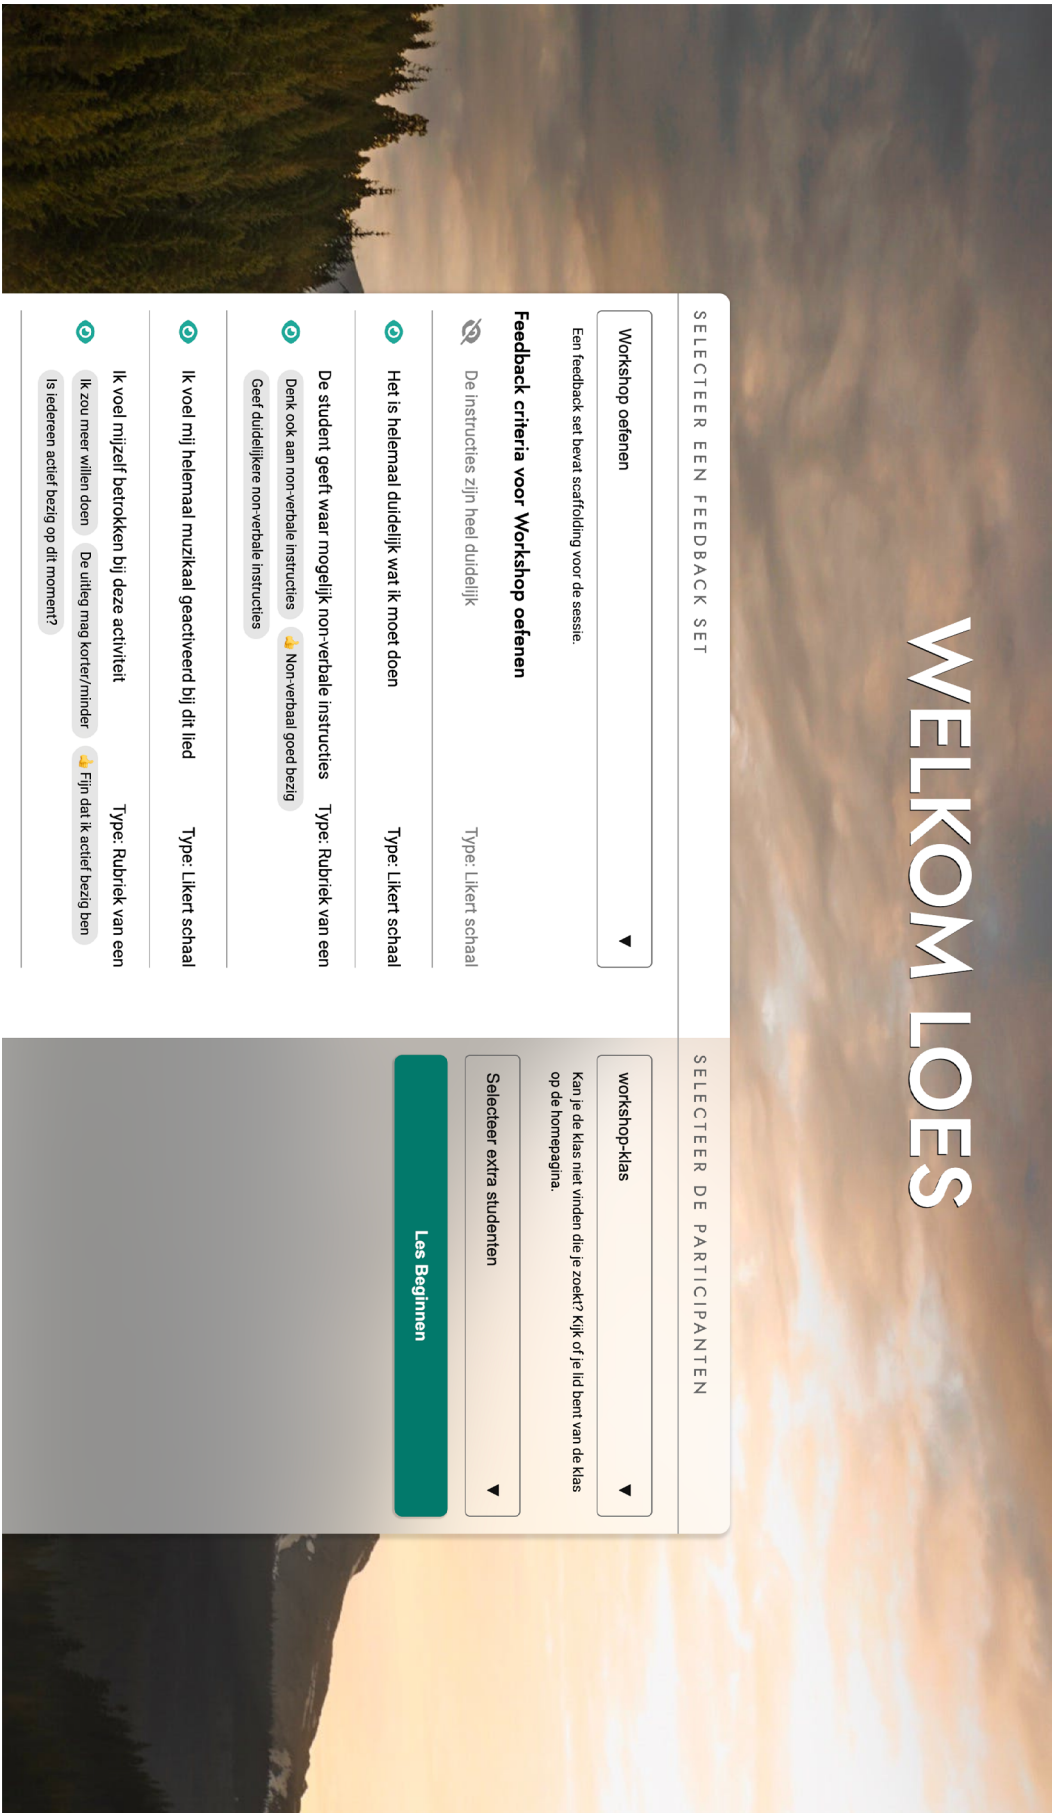 WELKOM LOES
SELECTEER EEN FEEDBACK SET
Workshop oefenen
Een feedback set bevat scaffolding voor de sessie.
Feedback criteria voor Workshop oefenen
De instructies zijn heel duidelijk Type: Likert schaal
Het is helemaal duidelijk wat ik moet doen Type: Likert schaal
De student geeft waar mogelijk non-verbale instructies Type: Rubriek van een
Denk ook aan non-verbale instructies 👍 Non-verbaal goed bezig
Geef duidelijkere non-verbale instructies
Ik voel mij helemaal muzikaal geactiveerd bij dit lied Type: Likert schaal
Ik voel mijzelf betrokken bij deze activiteit Type: Rubriek van een
Ik zou meer willen doen De uitleg mag korter/minder 👍 Fijn dat ik actief bezig ben
Is iedereen actief bezig op dit moment?
SELECTEER DE PARTICIPANTEN
workshop-klas
Kan je de klas niet vinden die je zoekt? Kijk of je lid bent van de klas
op de homepagina.
Selecteer extra studenten
Les Beginnen